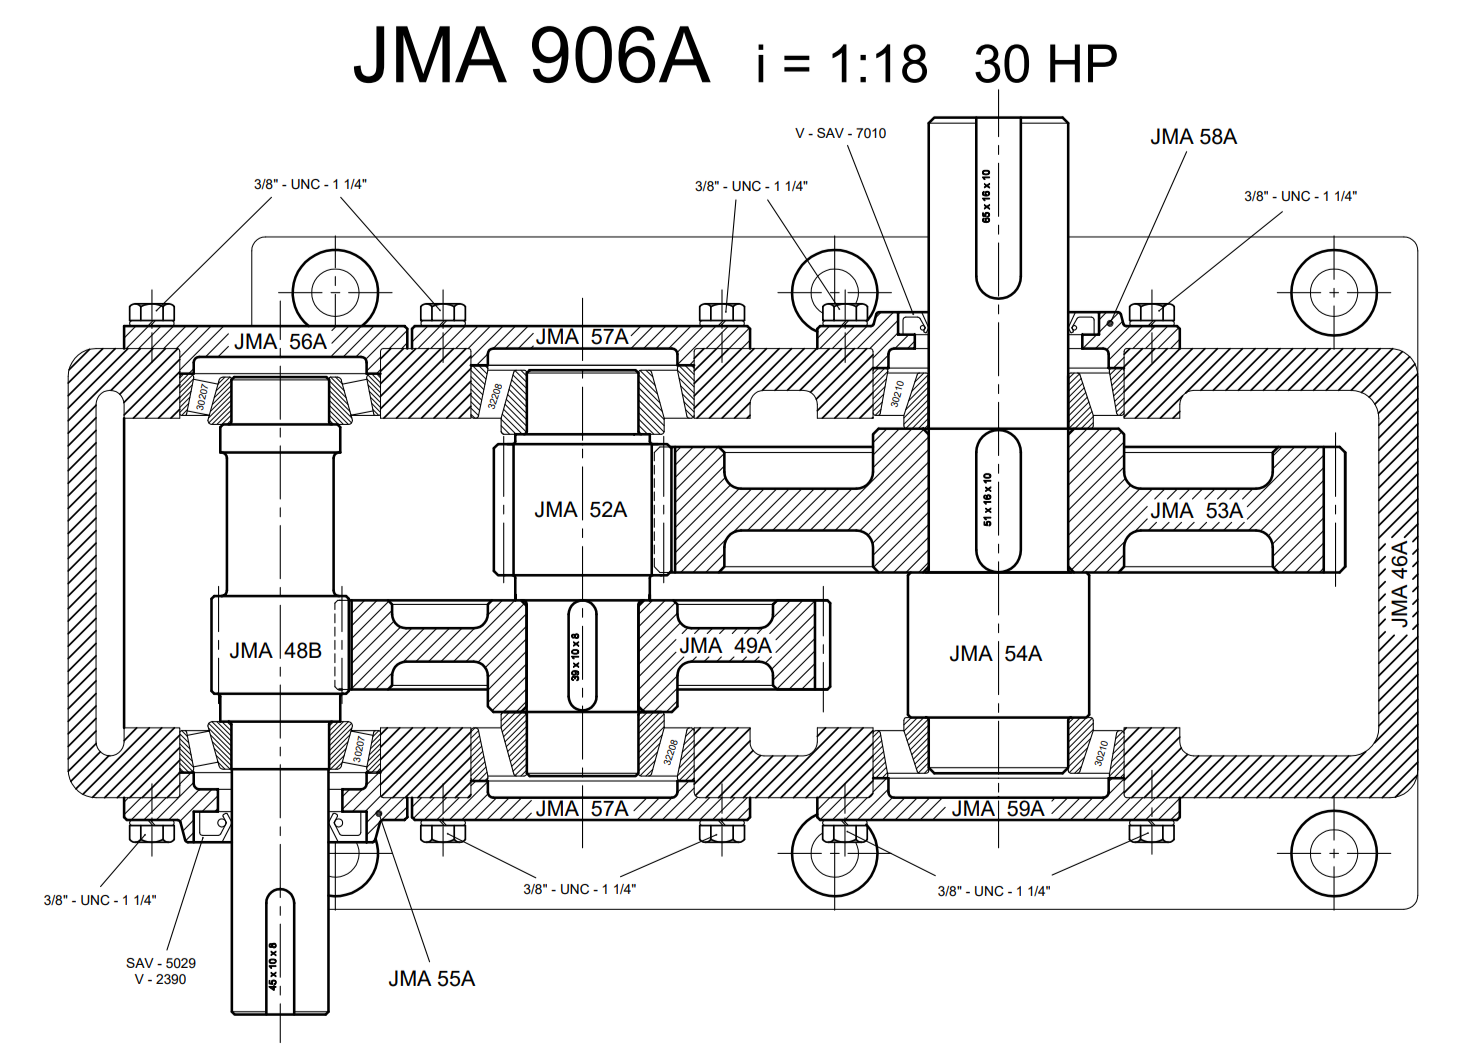 JMA 906A i = 1:18 30 HP
V - SAV - 7010
JMA 58A
3/8" - UNC - 1 1/4"
3/8" - UNC - 1 1/4"
3/8" - UNC - 1 1/4"
65 x 16 x 10
JMA 56A
JMA 57A
30207
32208
30210
JMA 52A
51 x 16 x 10
JMA 53A
JMA 46A
JMA 48B
39 x 10 x 8
JMA 49A
JMA 54A
30207
32208
30210
JMA 57A
JMA 59A
3/8" - UNC - 1 1/4"
3/8" - UNC - 1 1/4"
3/8" - UNC - 1 1/4"
SAV - 5029
V - 2390
45 x 10 x 8
JMA 55A